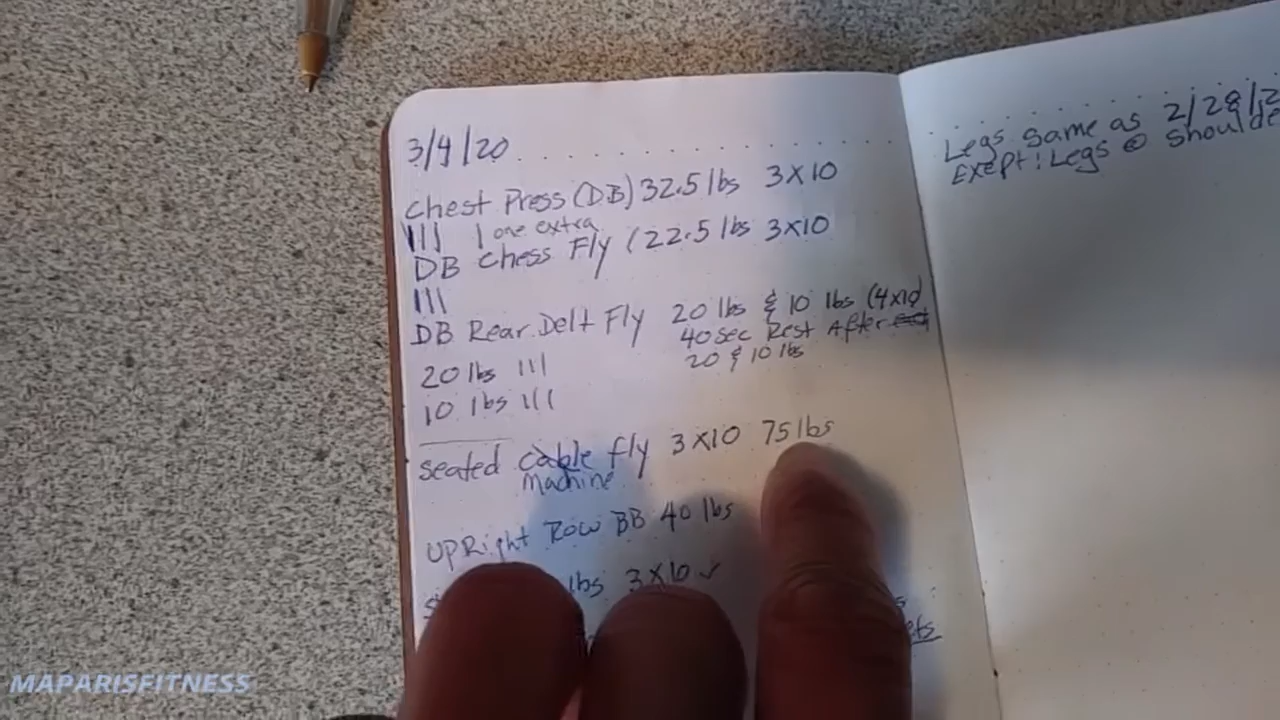 3/4/20
Chest Press (DB) 32.5 lbs 3x10
||| | one extra
DB Chess Fly (22.5 lbs 3x10
|||
DB Rear Delt Fly 20 lbs & 10 lbs (4x10)
40 sec Rest After
20 lbs ||| 20 & 10 lbs
10 lbs |||
seated cable fly 3x10 75 lbs
Machine
UPRight Row BB 40 lbs
lbs 3x10 ✓
Legs same as 2/28/2
Exept! Legs @ shoulde
MAPARISFITNESS